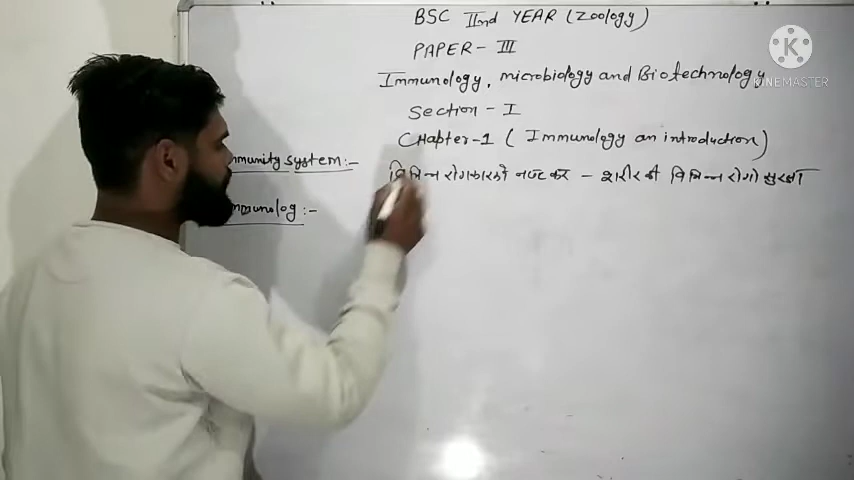 BSC IInd YEAR (Zoology)
PAPER - III
Immunology, microbiology and Biotechnology
KINEMASTER
Section - I
CHapter-1 ( Immunology an introduction)
mmunity system:-
विभिन्न रोगकारको नष्ट कर - शरीर की विभिन्न रोगो सुरक्षा
mmunolog :-